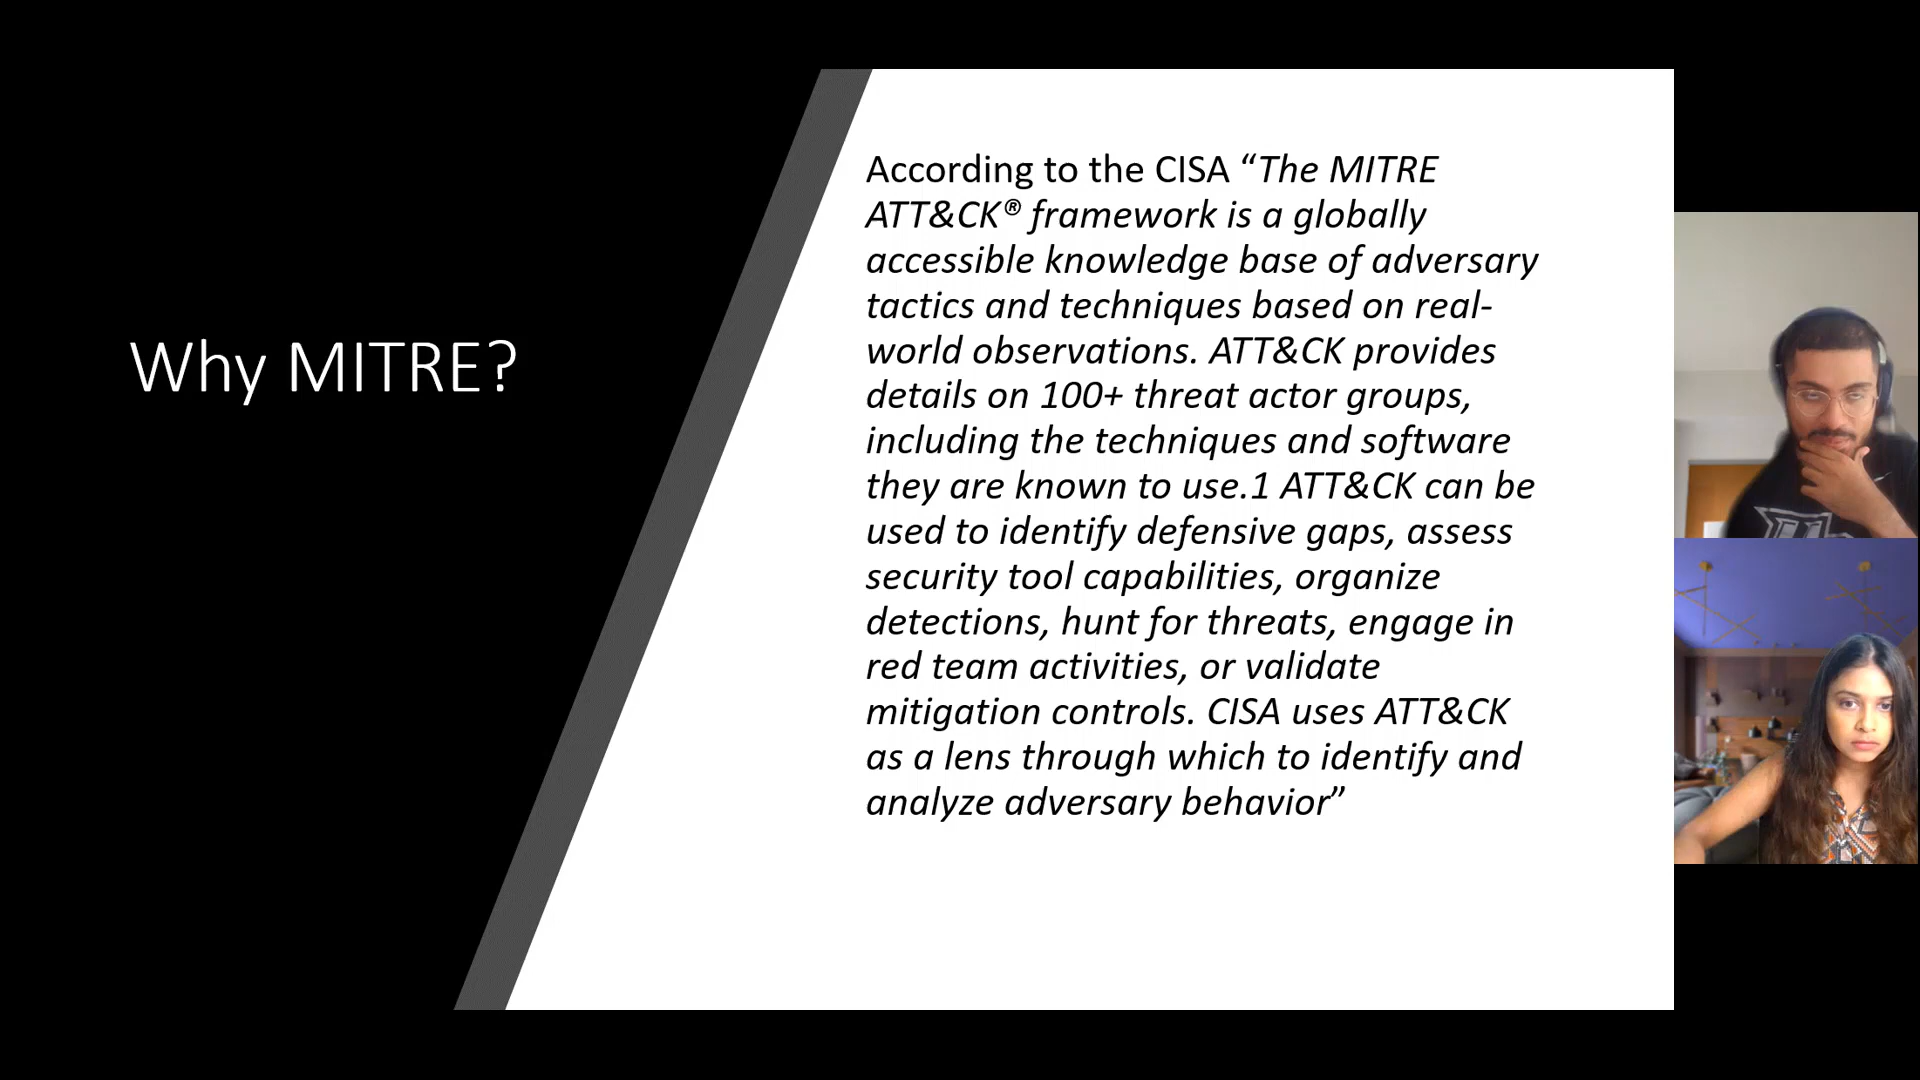 Why MITRE?
According to the CISA “The MITRE
ATT&CK® framework is a globally
accessible knowledge base of adversary
tactics and techniques based on real-
world observations. ATT&CK provides
details on 100+ threat actor groups,
including the techniques and software
they are known to use.1 ATT&CK can be
used to identify defensive gaps, assess
security tool capabilities, organize
detections, hunt for threats, engage in
red team activities, or validate
mitigation controls. CISA uses ATT&CK
as a lens through which to identify and
analyze adversary behavior”